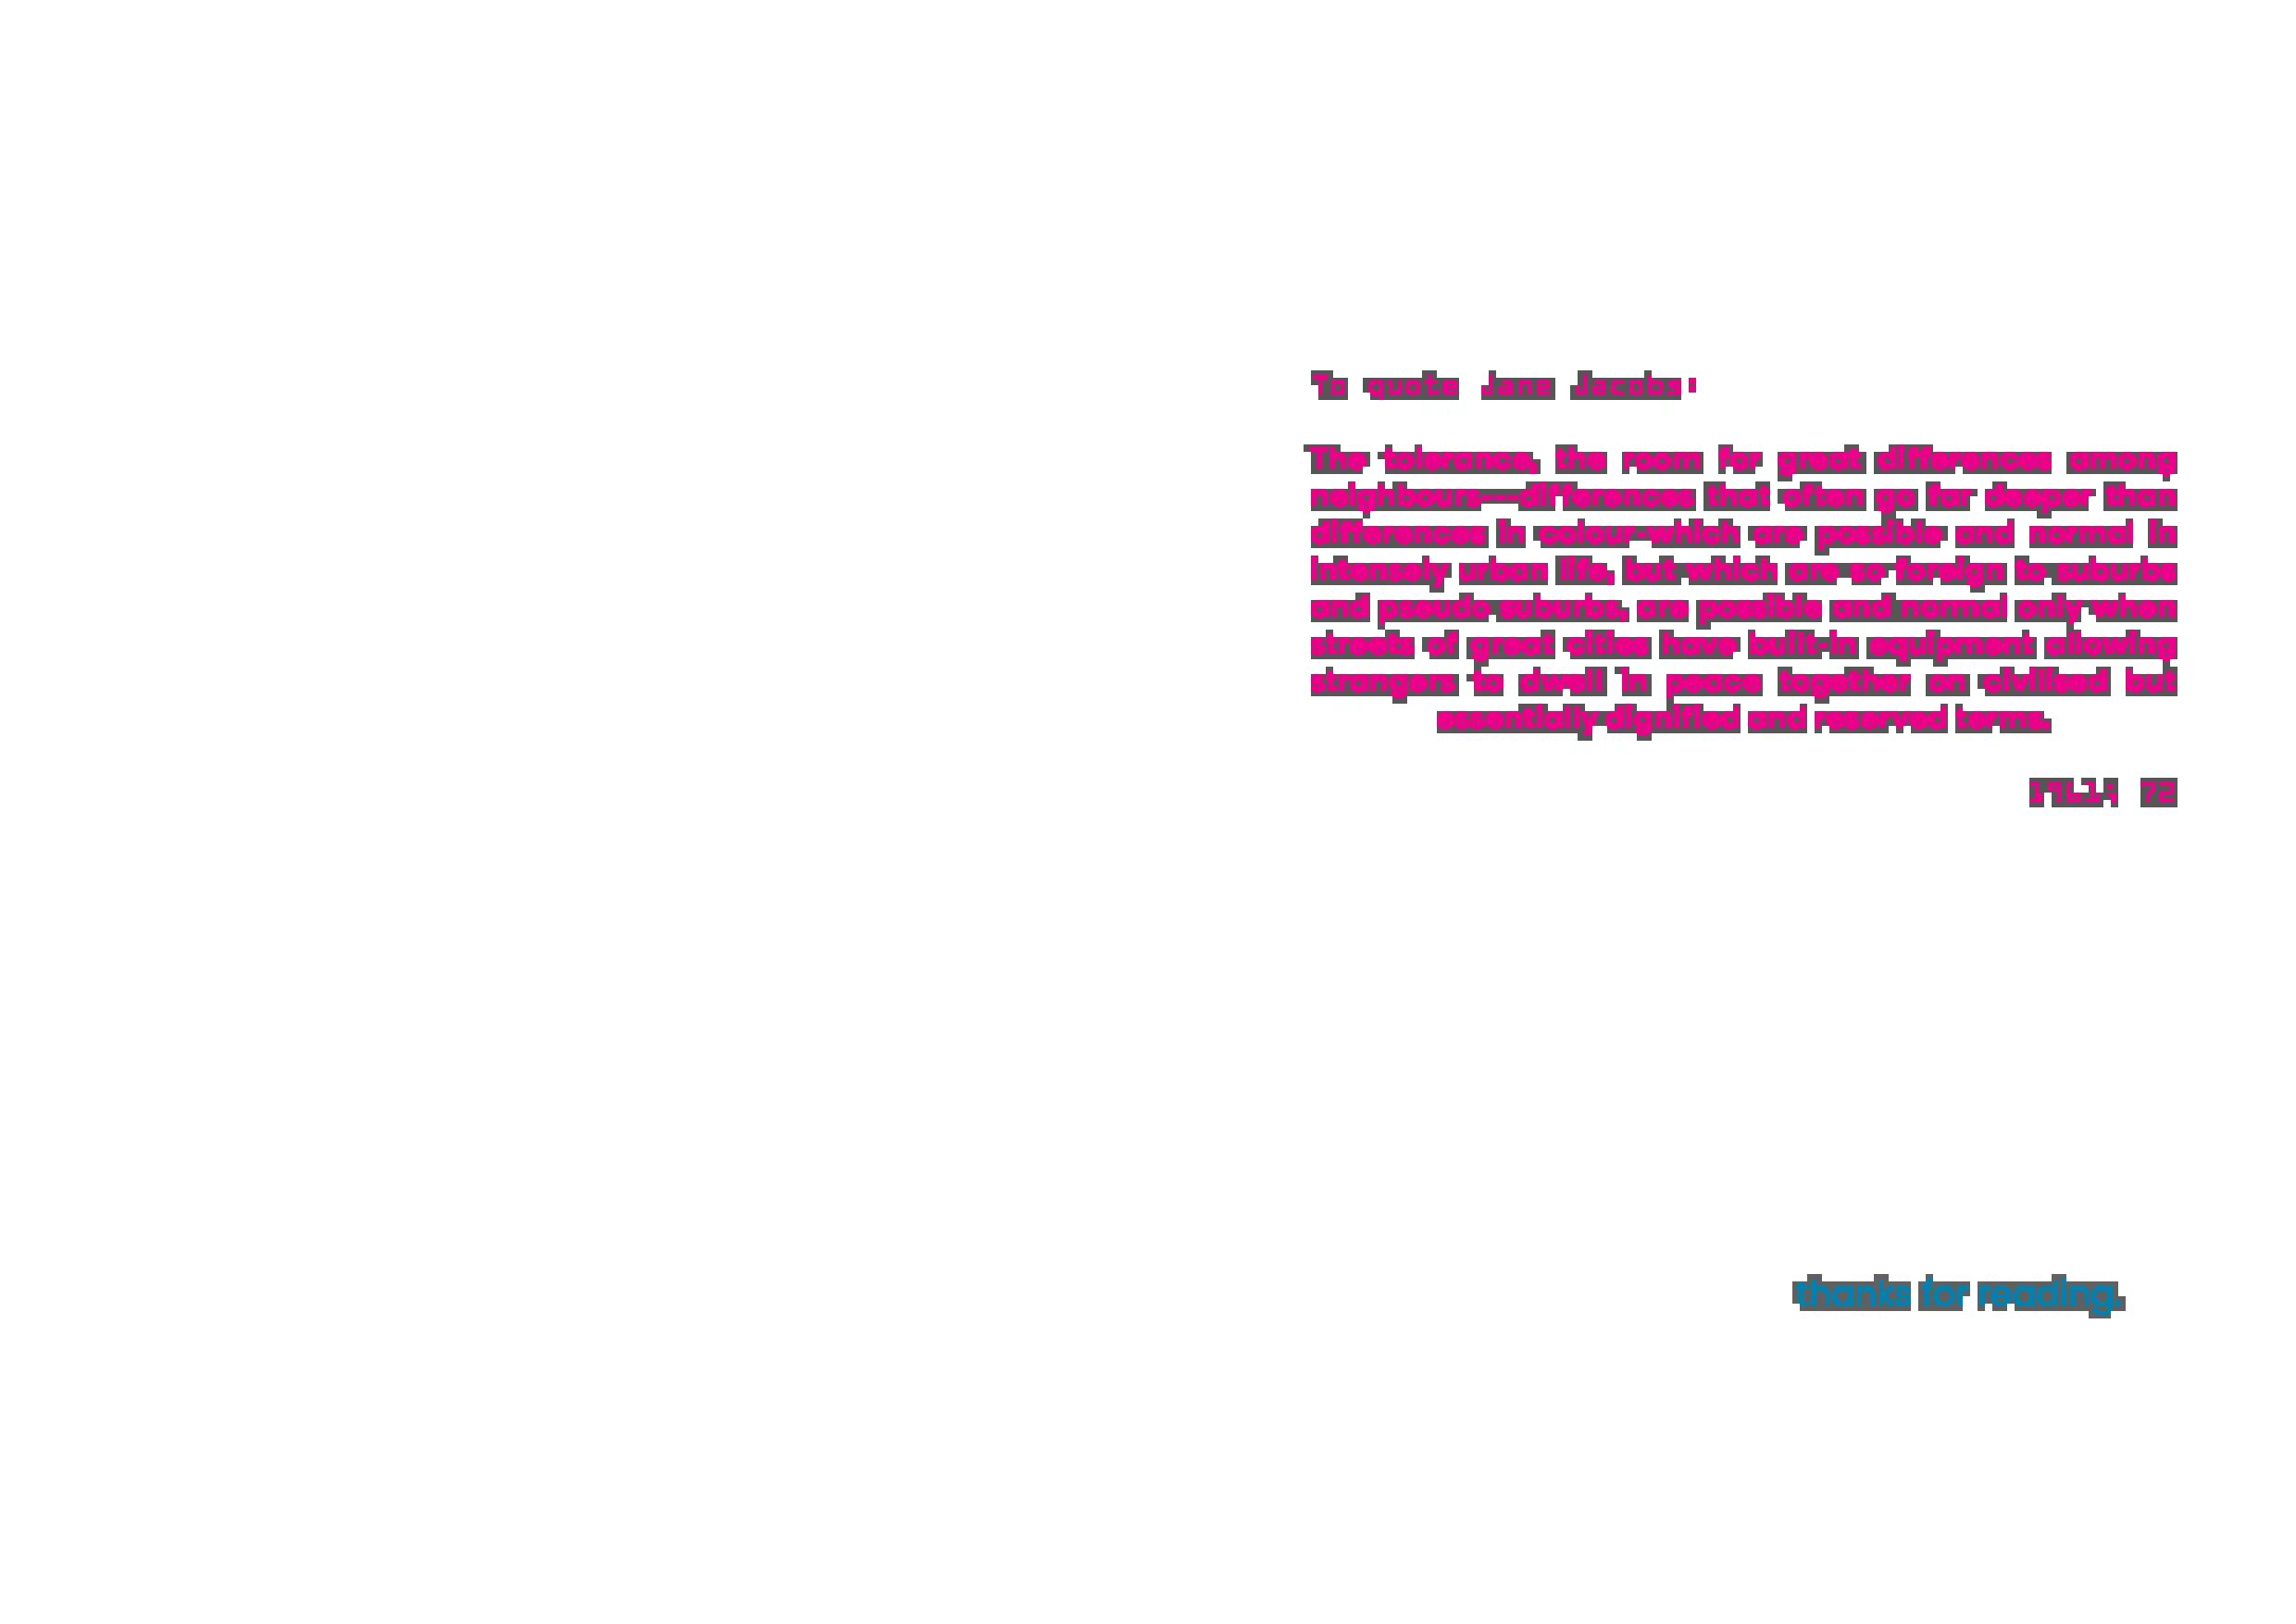 To quote Jane Jacobs:
The tolerance, the room for great differences among
neighbours—differences that often go far deeper than
differences in colour-which are possible and normal in
intensely urban life, but which are so foreign to suburbs
and pseudo suburbs, are possible and normal only when
streets of great cities have built-in equipment allowing
strangers to dwell in peace together on civilised but
essentially dignified and reserved terms.
1961; 72
thanks for reading.